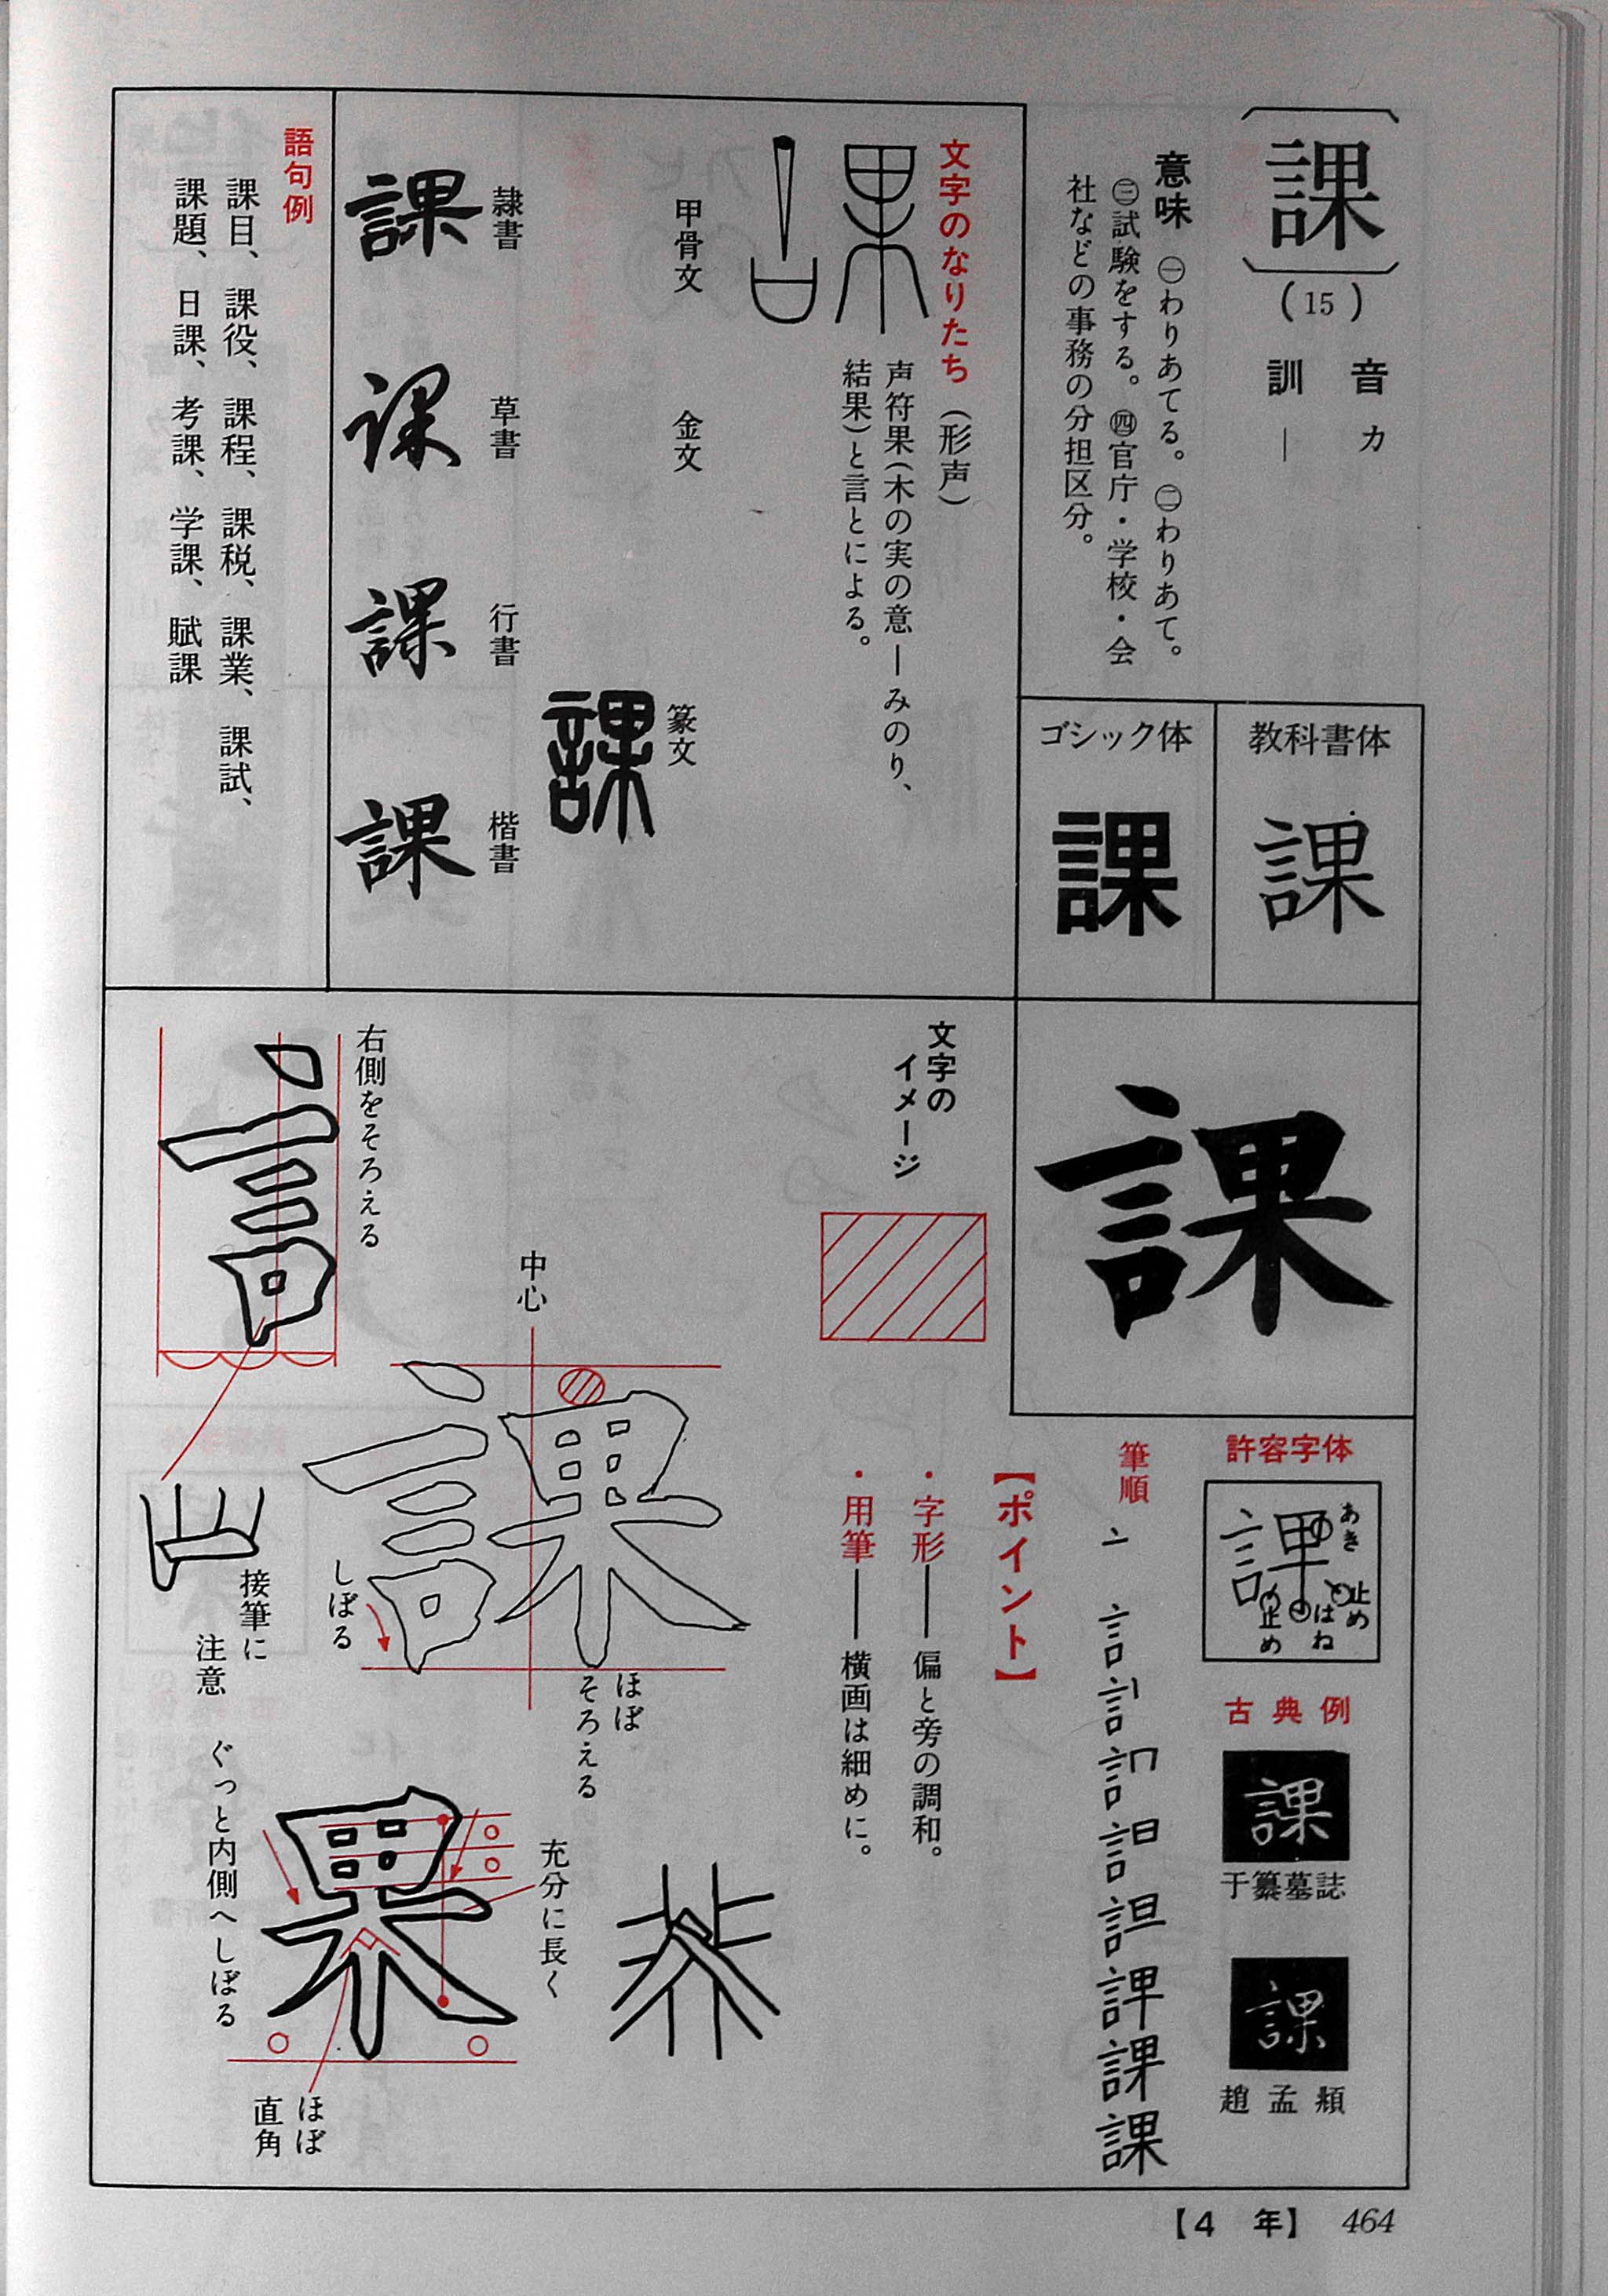 〔課〕(15)
音 カ
訓 ―
意味 ㊀わりあてる。㊁わりあて。
㊂試験をする。㊃官庁・学校・会
社などの事務の分担区分。
教科書体
課
ゴシック体
課
文字のなりたち（形声）
声符果（木の実の意―みのり、
結果）と言とによる。
甲骨文
金文
篆文
課
隷書
課
草書
課
行書
課
楷書
課
語句例
課目、課役、課程、課税、課業、課試、
課題、日課、考課、学課、賦課
課
許容字体
課
あき
止め
はね
止め
古典例
課
于纂墓誌
課
趙孟頫
筆順
課
【ポイント】
・字形――偏と旁の調和。
・用筆――横画は細めに。
文字の
イメージ
右側をそろえる
言
中心
課
しぼる
ほぼ
そろえる
接筆に
注意
ぐっと内側へしぼる
果
充分に長く
ほぼ
直角
【4 年】 464